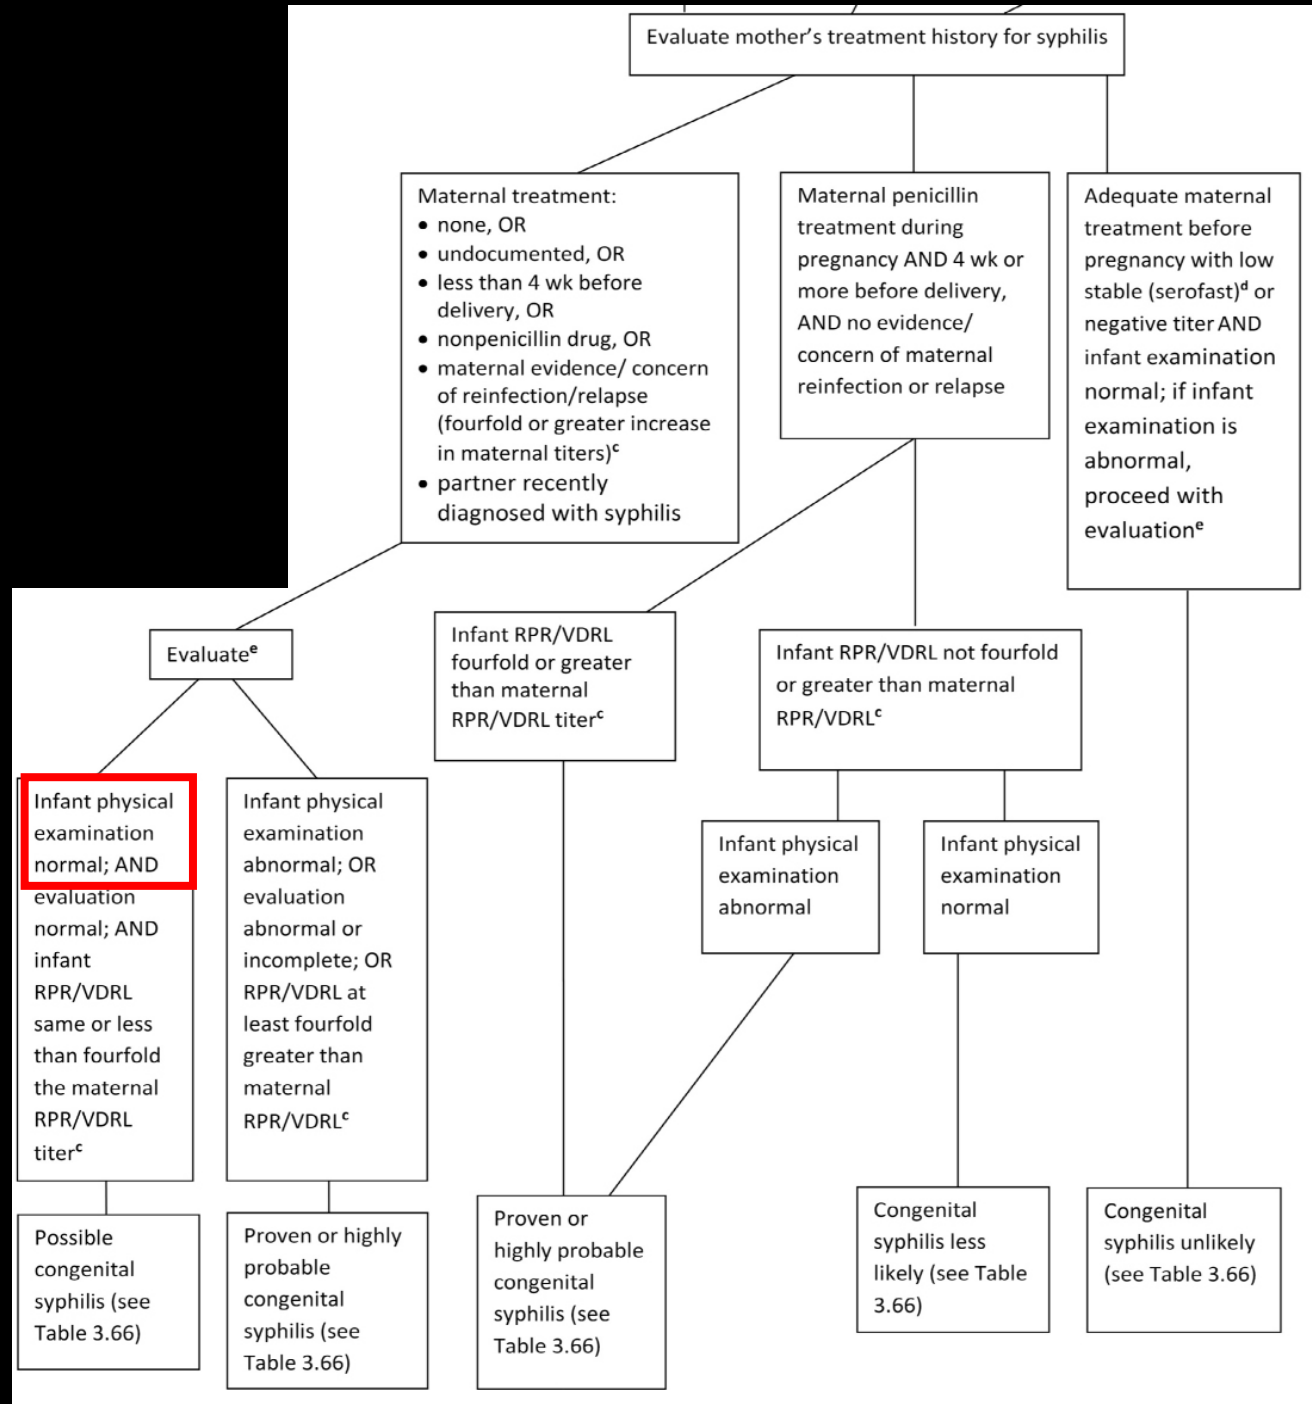 Evaluate mother’s treatment history for syphilis
Maternal treatment:
• none, OR
• undocumented, OR
• less than 4 wk before
delivery, OR
• nonpenicillin drug, OR
• maternal evidence/ concern
of reinfection/relapse
(fourfold or greater increase
in maternal titers)ᶜ
• partner recently
diagnosed with syphilis
Maternal penicillin
treatment during
pregnancy AND 4 wk or
more before delivery,
AND no evidence/
concern of maternal
reinfection or relapse
Adequate maternal
treatment before
pregnancy with low
stable (serofast)ᵈ or
negative titer AND
infant examination
normal; if infant
examination is
abnormal,
proceed with
evaluationᵉ
Evaluateᵉ
Infant RPR/VDRL
fourfold or greater
than maternal
RPR/VDRL titerᶜ
Infant RPR/VDRL not fourfold
or greater than maternal
RPR/VDRLᶜ
Infant physical
examination
normal; AND
evaluation
normal; AND
infant
RPR/VDRL
same or less
than fourfold
the maternal
RPR/VDRL
titerᶜ
Infant physical
examination
abnormal; OR
evaluation
abnormal or
incomplete; OR
RPR/VDRL at
least fourfold
greater than
maternal
RPR/VDRLᶜ
Infant physical
examination
abnormal
Infant physical
examination
normal
Possible
congenital
syphilis (see
Table 3.66)
Proven or highly
probable
congenital
syphilis (see
Table 3.66)
Proven or
highly probable
congenital
syphilis (see
Table 3.66)
Congenital
syphilis less
likely (see Table
3.66)
Congenital
syphilis unlikely
(see Table 3.66)